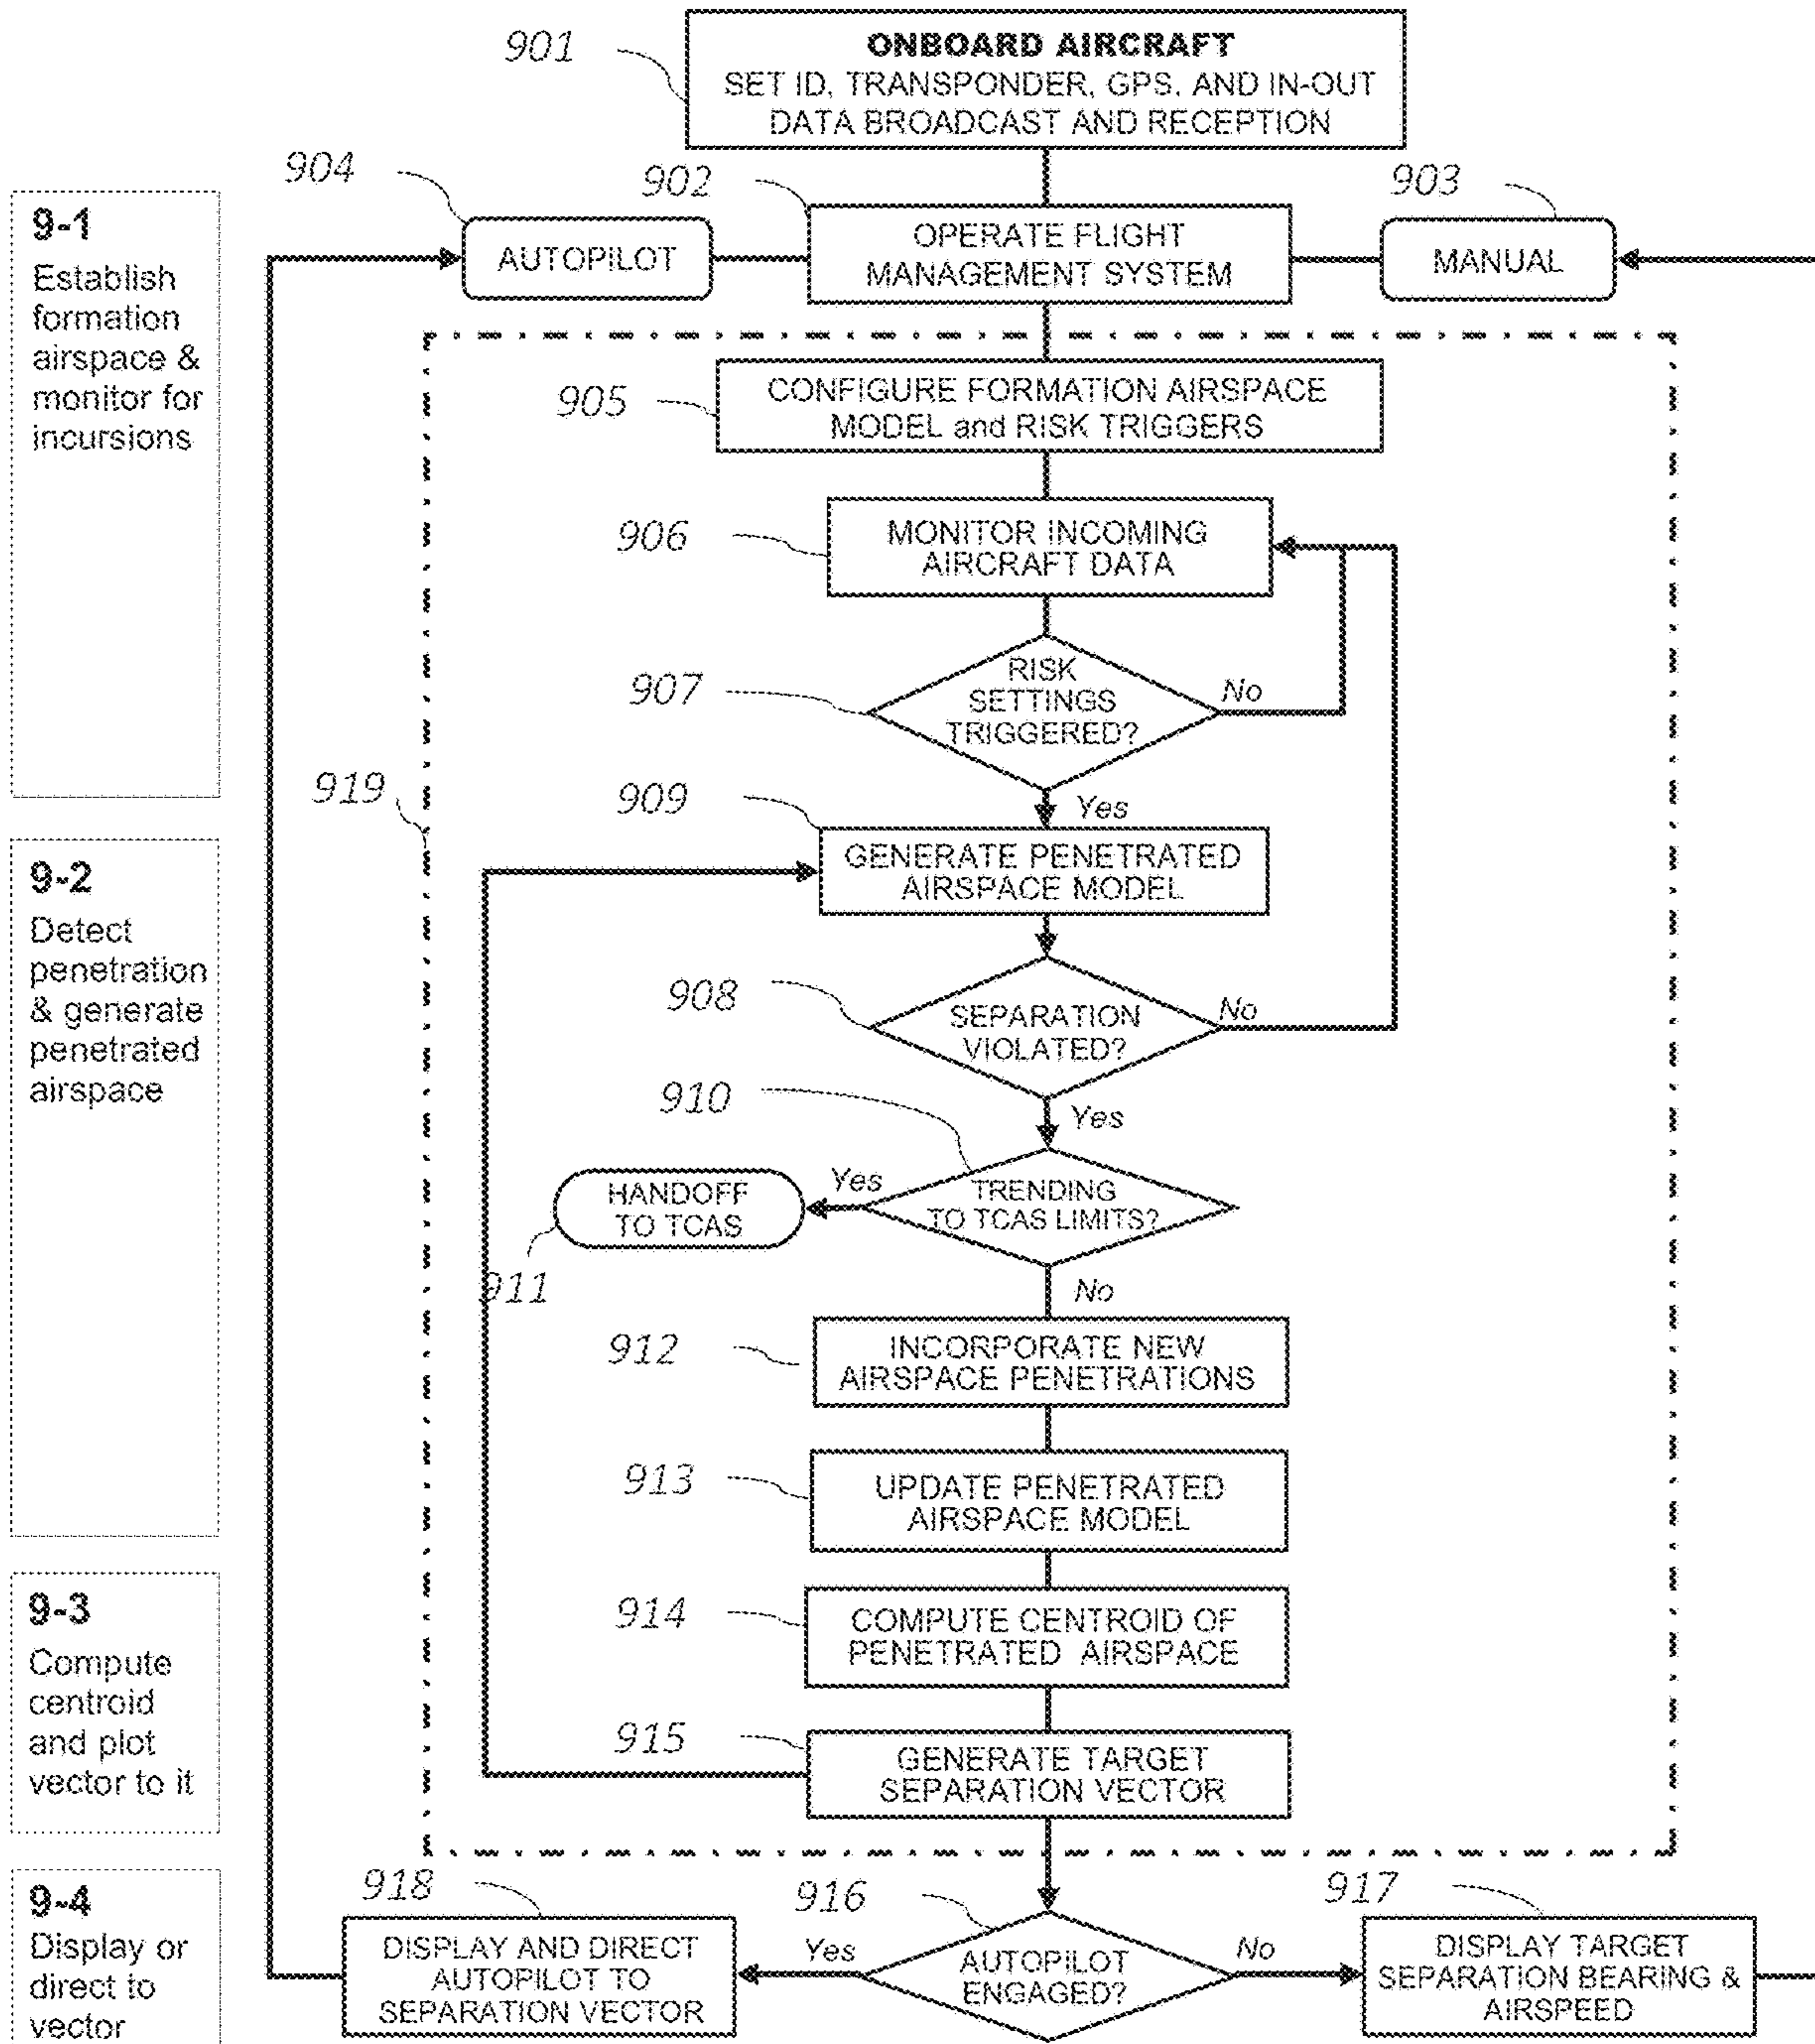 901
ONBOARD AIRCRAFT
SET ID, TRANSPONDER, GPS, AND IN-OUT
DATA BROADCAST AND RECEPTION
904
902
903
AUTOPILOT
OPERATE FLIGHT
MANAGEMENT SYSTEM
MANUAL
9-1
Establish
formation
airspace &
monitor for
incursions
905
CONFIGURE FORMATION AIRSPACE
MODEL and RISK TRIGGERS
906
MONITOR INCOMING
AIRCRAFT DATA
907
RISK
SETTINGS
TRIGGERED?
No
Yes
919
909
GENERATE PENETRATED
AIRSPACE MODEL
9-2
Detect
penetration
& generate
penetrated
airspace
908
SEPARATION
VIOLATED?
No
Yes
910
TRENDING
TO TCAS LIMITS?
Yes
HANDOFF
TO TCAS
911
No
912
INCORPORATE NEW
AIRSPACE PENETRATIONS
913
UPDATE PENETRATED
AIRSPACE MODEL
9-3
Compute
centroid
and plot
vector to it
914
COMPUTE CENTROID OF
PENETRATED AIRSPACE
915
GENERATE TARGET
SEPARATION VECTOR
9-4
Display or
direct to
vector
918
DISPLAY AND DIRECT
AUTOPILOT TO
SEPARATION VECTOR
916
Yes
AUTOPILOT
ENGAGED?
No
917
DISPLAY TARGET
SEPARATION BEARING &
AIRSPEED